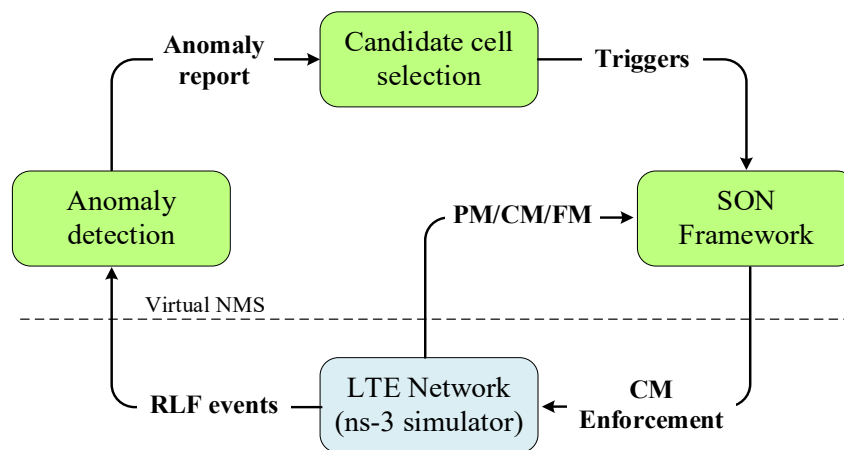 Anomaly
report
Candidate cell
selection
Triggers
Anomaly
detection
PM/CM/FM
SON
Framework
Virtual NMS
RLF events
LTE Network
(ns-3 simulator)
CM
Enforcement